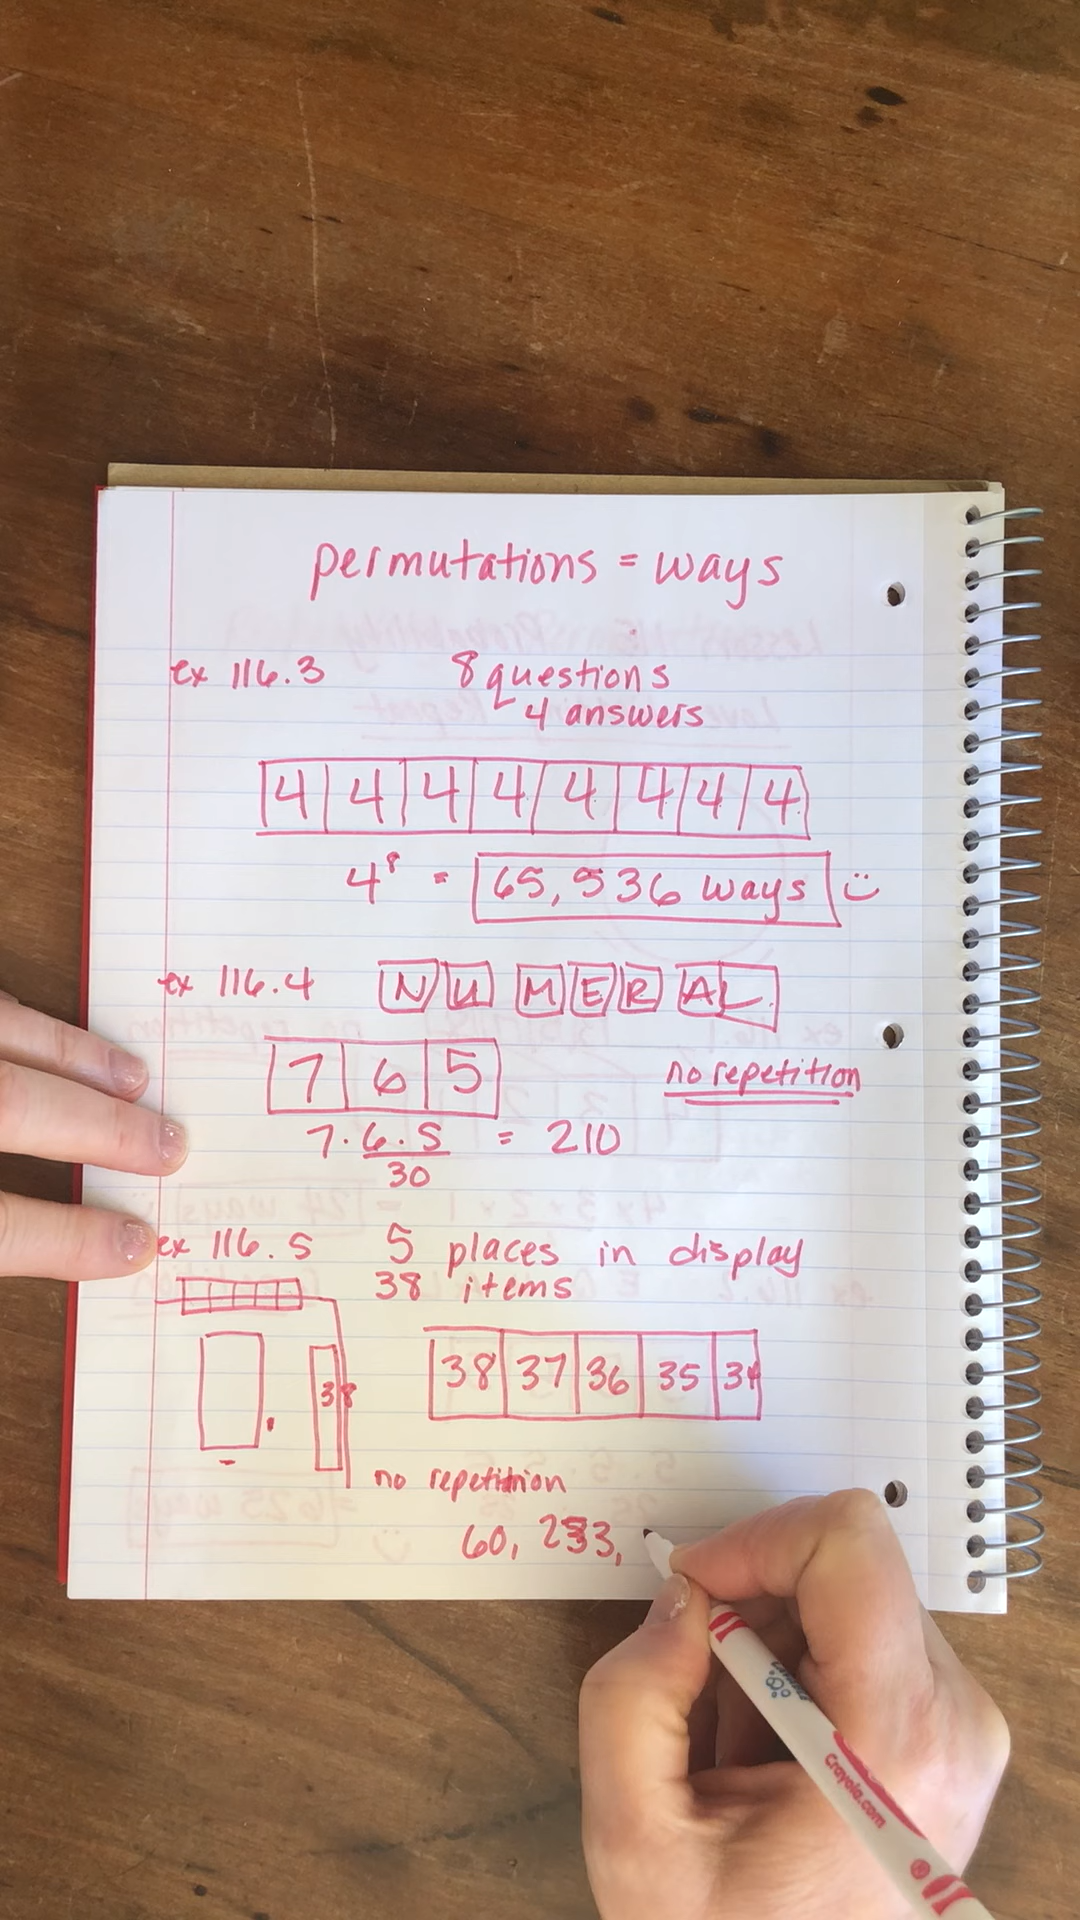 permutations = ways
ex 116.3 8 questions
4 answers
4 4 4 4 4 4 4 4
4⁸ = 65,536 ways
ex 116.4 N U M E R A L
7 6 5
no repetition
7 · 6 · 5 = 210
30
ex 116.5 5 places in display
38 items
38 37 36 35 34
38
no repetition
60, 233,
Crayola.com